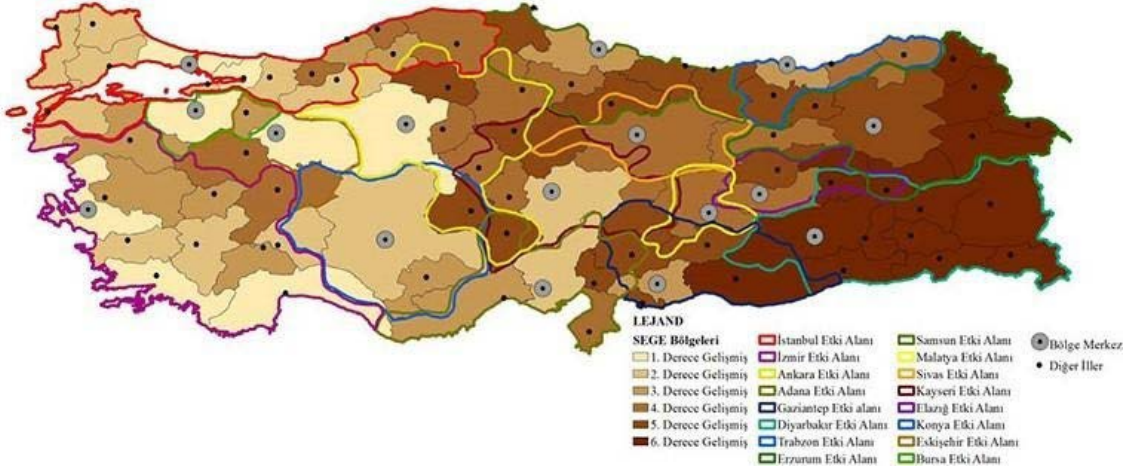 LEJAND
SEGE Bölgeleri
1. Derece Gelişmiş
2. Derece Gelişmiş
3. Derece Gelişmiş
4. Derece Gelişmiş
5. Derece Gelişmiş
6. Derece Gelişmiş
İstanbul Etki Alanı
İzmir Etki Alanı
Ankara Etki Alanı
Adana Etki Alanı
Gaziantep Etki alanı
Diyarbakır Etki Alanı
Trabzon Etki Alanı
Erzurum Etki Alanı
Samsun Etki Alanı
Malatya Etki Alanı
Sivas Etki Alanı
Kayseri Etki Alanı
Elazığ Etki Alanı
Konya Etki Alanı
Eskişehir Etki Alanı
Bursa Etki Alanı
Bölge Merkez
Diğer İller